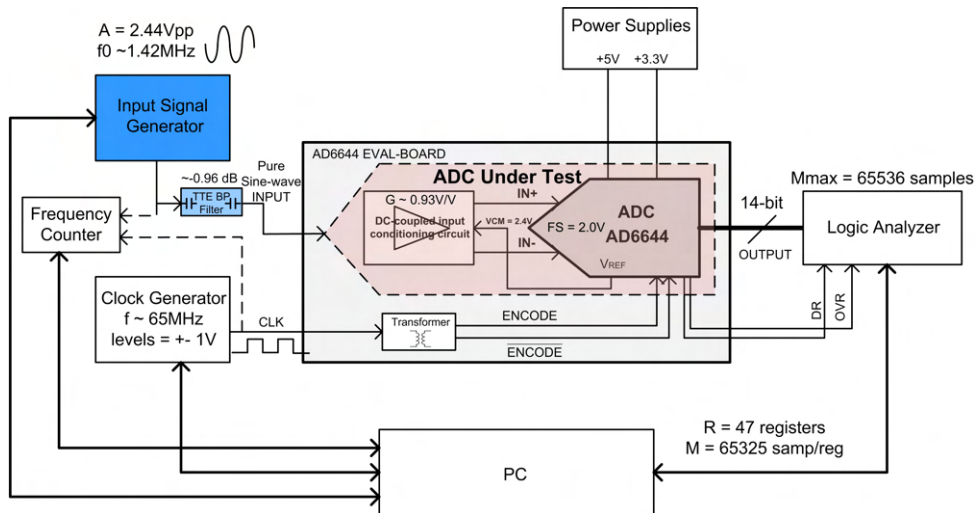 A = 2.44Vpp
f0 ~1.42MHz
Input Signal
Generator
~-0.96 dB
TTE BP
Filter
Pure
Sine-wave
INPUT
Frequency
Counter
Clock Generator
f ~ 65MHz
levels = +- 1V
CLK
Power Supplies
+5V
+3.3V
AD6644 EVAL-BOARD
ADC Under Test
G ~ 0.93V/V
DC-coupled input
conditioning circuit
IN+
VCM = 2.4V
IN-
ADC
AD6644
FS = 2.0V
VREF
Transformer
ENCODE
ENCODE
14-bit
OUTPUT
Mmax = 65536 samples
Logic Analyzer
DR
OVR
R = 47 registers
M = 65325 samp/reg
PC